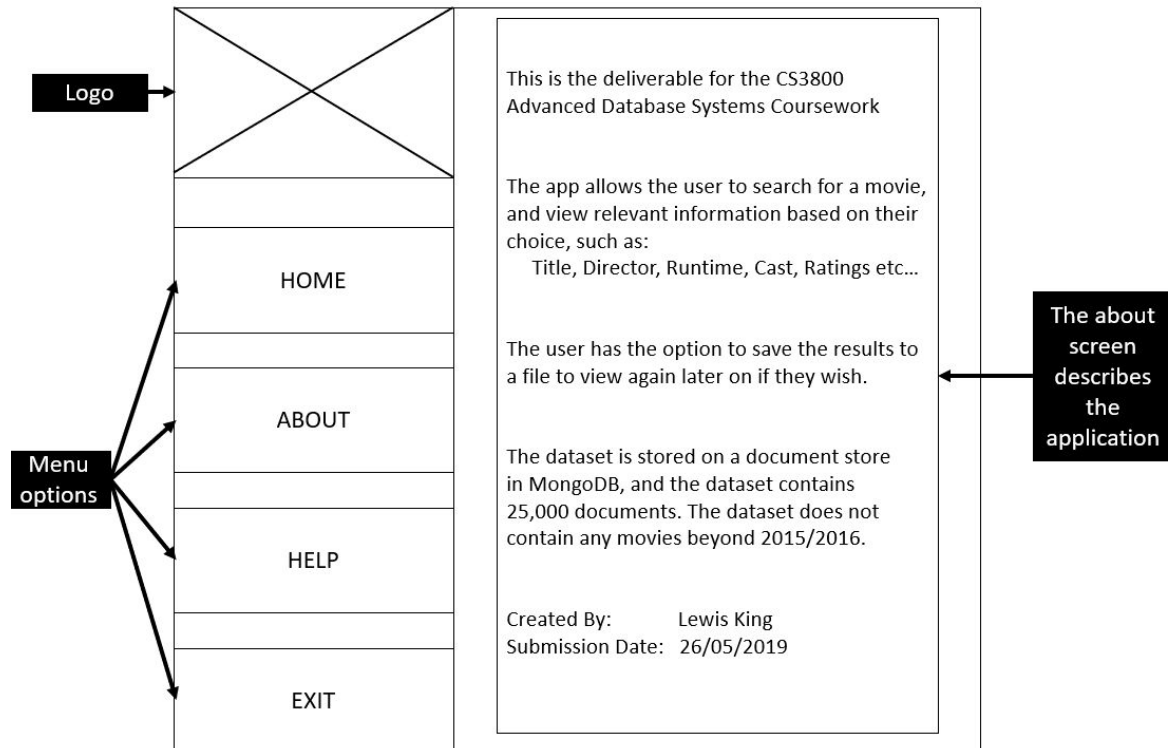 Logo
HOME
ABOUT
HELP
EXIT
Menu
options
This is the deliverable for the CS3800
Advanced Database Systems Coursework
The app allows the user to search for a movie,
and view relevant information based on their
choice, such as:
Title, Director, Runtime, Cast, Ratings etc...
The user has the option to save the results to
a file to view again later on if they wish.
The dataset is stored on a document store
in MongoDB, and the dataset contains
25,000 documents. The dataset does not
contain any movies beyond 2015/2016.
Created By: Lewis King
Submission Date: 26/05/2019
The about
screen
describes
the
application